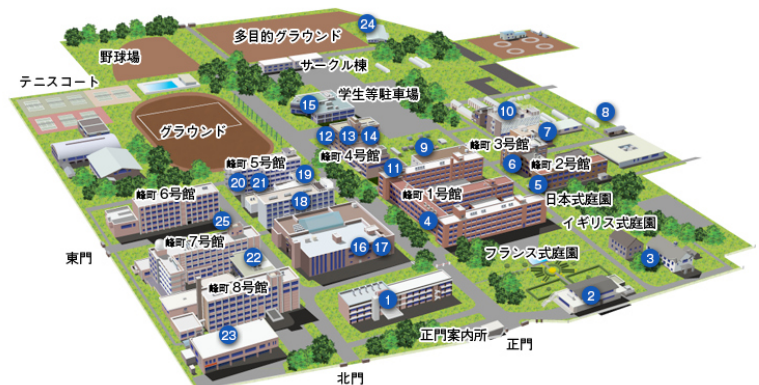 24
多目的グラウンド
野球場
サークル棟
テニスコート
学生等駐車場
15
10
8
グラウンド
12
13
14
7
9
峰町 3号館
峰町 4号館
峰町 5号館
11
6
峰町 2号館
20
21
19
5
峰町 6号館
18
峰町 1号館
日本式庭園
4
25
イギリス式庭園
峰町 7号館
16
17
フランス式庭園
東門
22
3
峰町 8号館
1
2
23
正門案内所
正門
北門